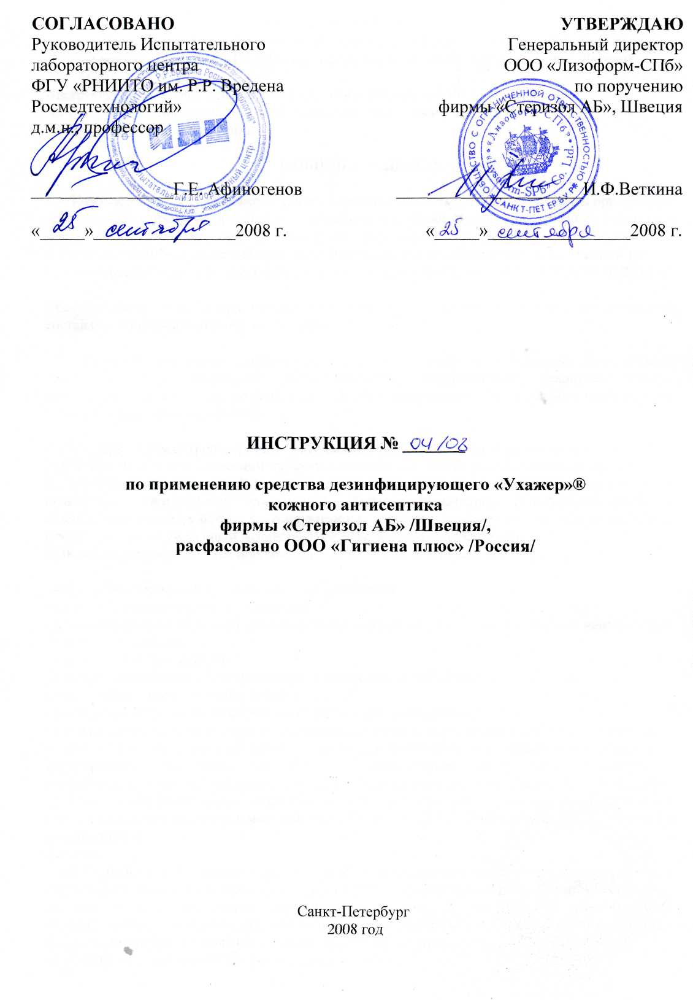 СОГЛАСОВАНО
Руководитель Испытательного
лабораторного центра
ФГУ «РНИИТО им. Р.Р. Вредена
Росмедтехнологий»
д.м.н., профессор
Г.Е. Афиногенов
«25» сентября 2008 г.
УТВЕРЖДАЮ
Генеральный директор
ООО «Лизоформ-СПб»
по поручению
фирмы «Стеризол АБ», Швеция
И.Ф.Веткина
«25» сентября 2008 г.
ОБЩЕСТВО С ОГРАНИЧЕННОЙ ОТВЕТСТВЕННОСТЬЮ
САНКТ-ПЕТЕРБУРГ
«Лизоформ-СПб»
«Lysoform-SPb» Co. Ltd.
Испытательный лабораторный центр
ИНСТРУКЦИЯ № 04/08
по применению средства дезинфицирующего «Ухажер»®
кожного антисептика
фирмы «Стеризол АБ» /Швеция/,
расфасовано ООО «Гигиена плюс» /Россия/
Санкт-Петербург
2008 год